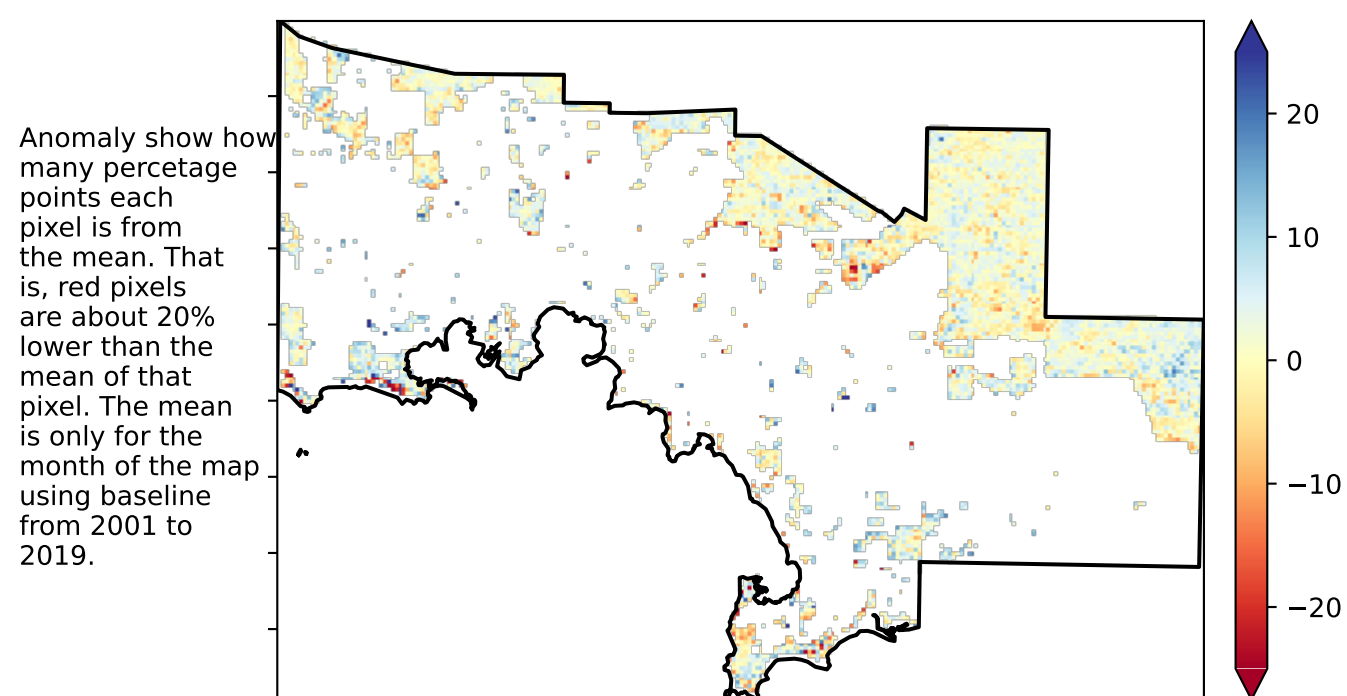 Anomaly show how
many percetage
points each
pixel is from
the mean. That
is, red pixels
are about 20%
lower than the
mean of that
pixel. The mean
is only for the
month of the map
using baseline
from 2001 to
2019.
20
10
0
−10
−20